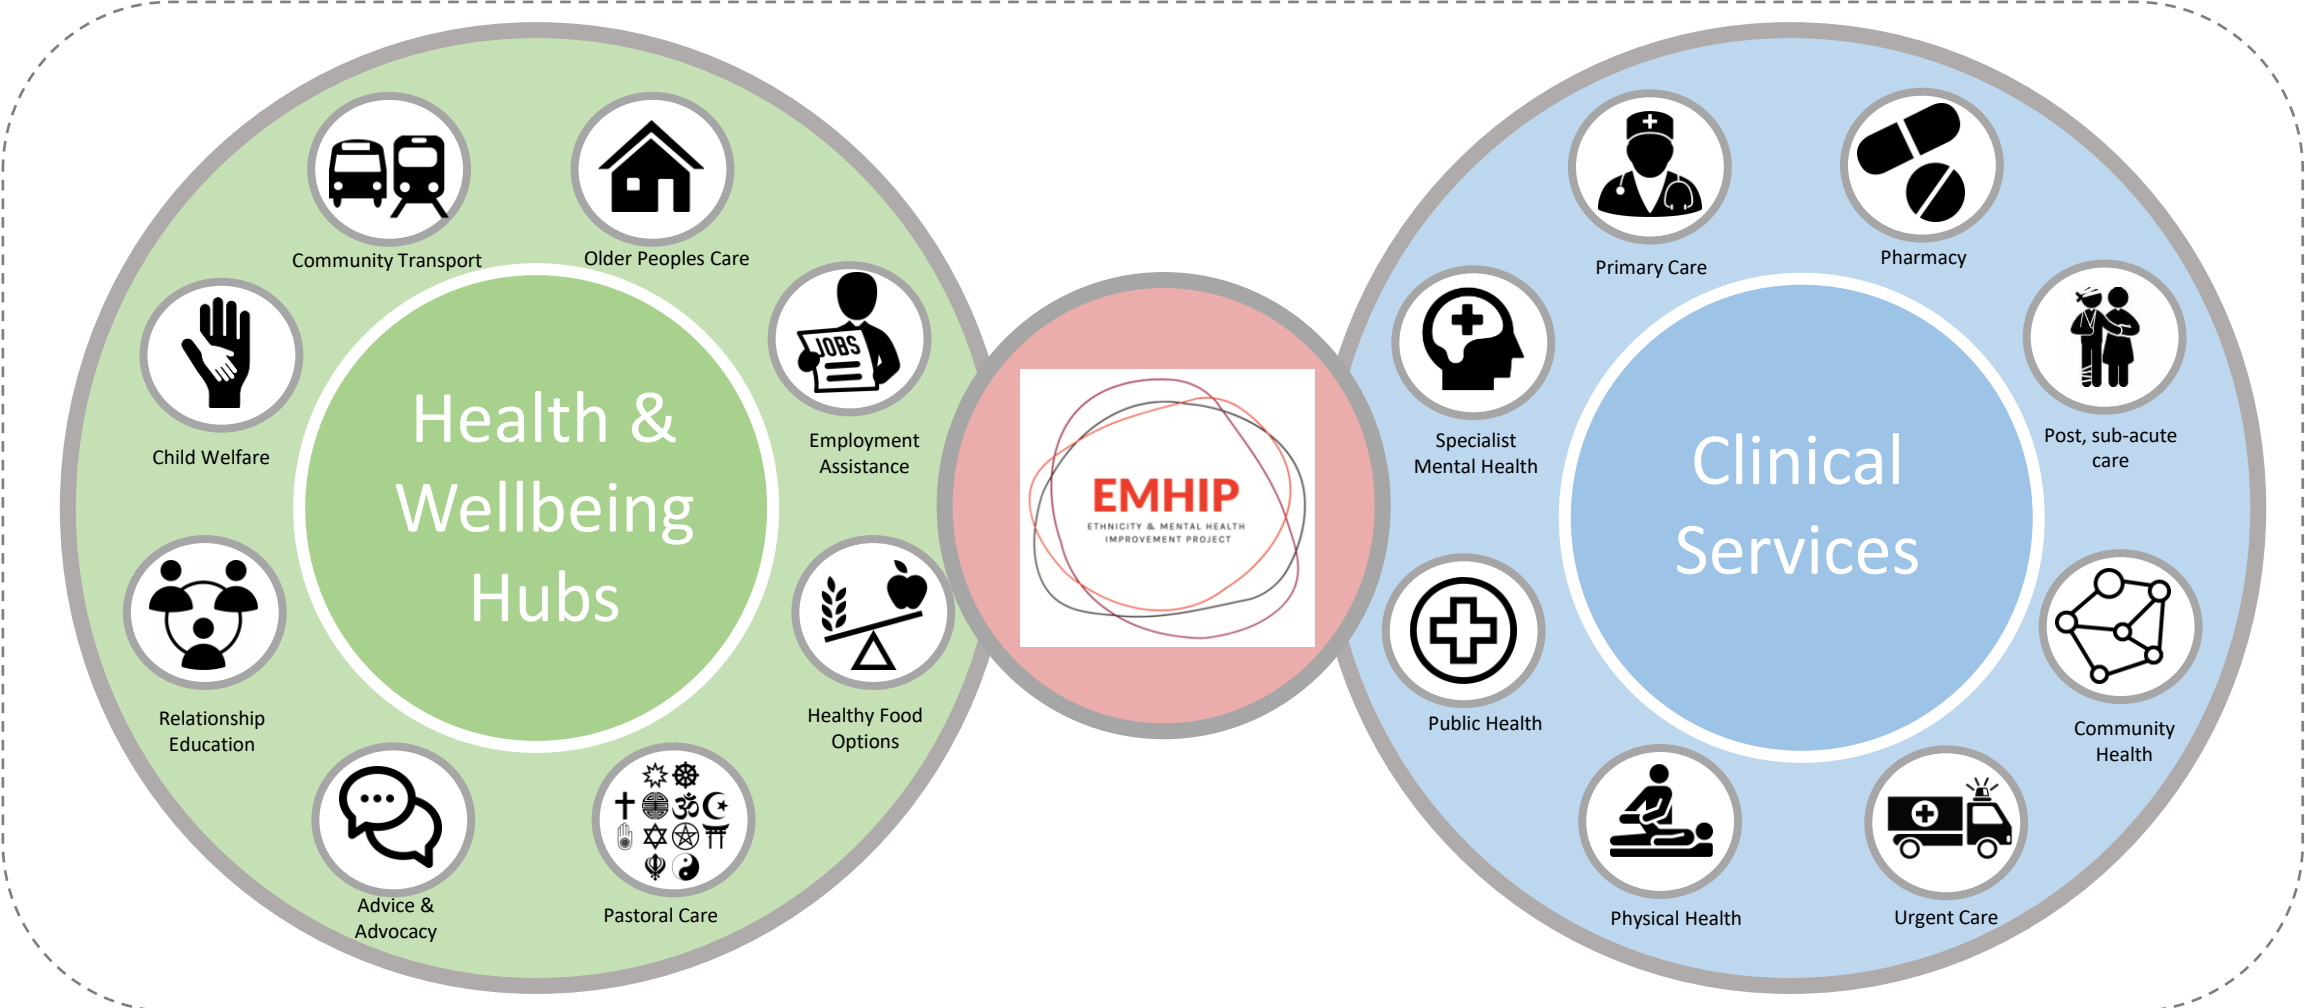 Community Transport
Older Peoples Care
Child Welfare
JOBS
Employment
Assistance
Health &
Wellbeing
Hubs
Relationship
Education
Healthy Food
Options
Advice &
Advocacy
Pastoral Care
EMHIP
ETHNICITY & MENTAL HEALTH
IMPROVEMENT PROJECT
Primary Care
Pharmacy
Specialist
Mental Health
Post, sub-acute
care
Clinical
Services
Public Health
Community
Health
Physical Health
Urgent Care